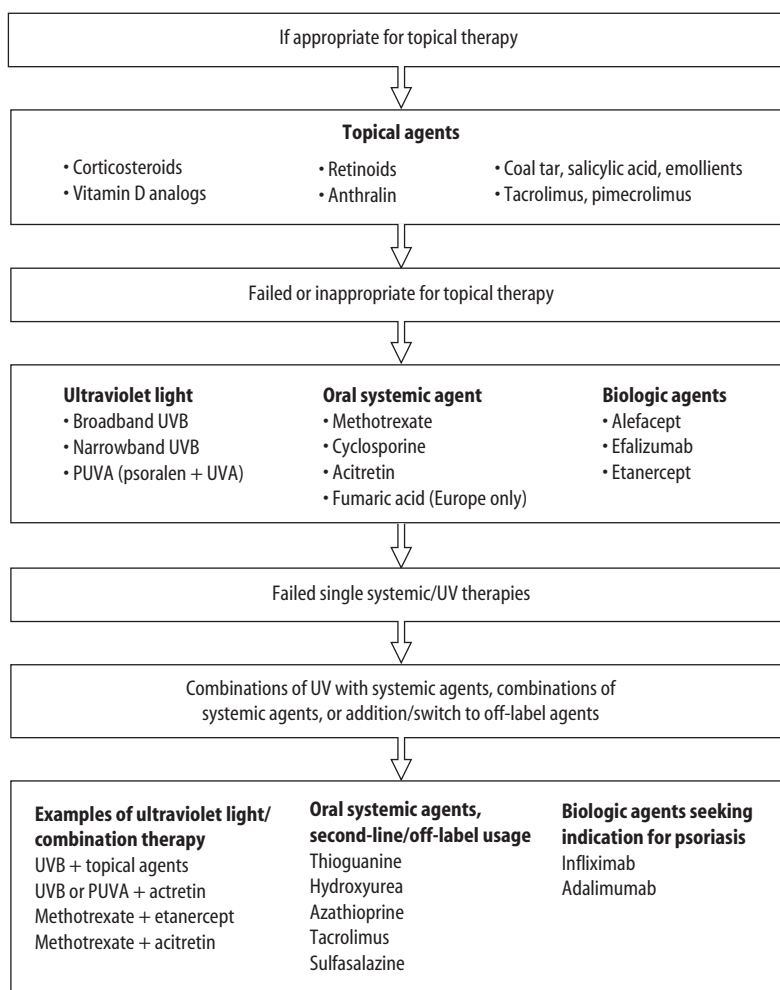 If appropriate for topical therapy
Topical agents
• Corticosteroids
• Vitamin D analogs
• Retinoids
• Anthralin
• Coal tar, salicylic acid, emollients
• Tacrolimus, pimecrolimus
Failed or inappropriate for topical therapy
Ultraviolet light
• Broadband UVB
• Narrowband UVB
• PUVA (psoralen + UVA)
Oral systemic agent
• Methotrexate
• Cyclosporine
• Acitretin
• Fumaric acid (Europe only)
Biologic agents
• Alefacept
• Efalizumab
• Etanercept
Failed single systemic/UV therapies
Combinations of UV with systemic agents, combinations of
systemic agents, or addition/switch to off-label agents
Examples of ultraviolet light/
combination therapy
UVB + topical agents
UVB or PUVA + actretin
Methotrexate + etanercept
Methotrexate + acitretin
Oral systemic agents,
second-line/off-label usage
Thioguanine
Hydroxyurea
Azathioprine
Tacrolimus
Sulfasalazine
Biologic agents seeking
indication for psoriasis
Infliximab
Adalimumab